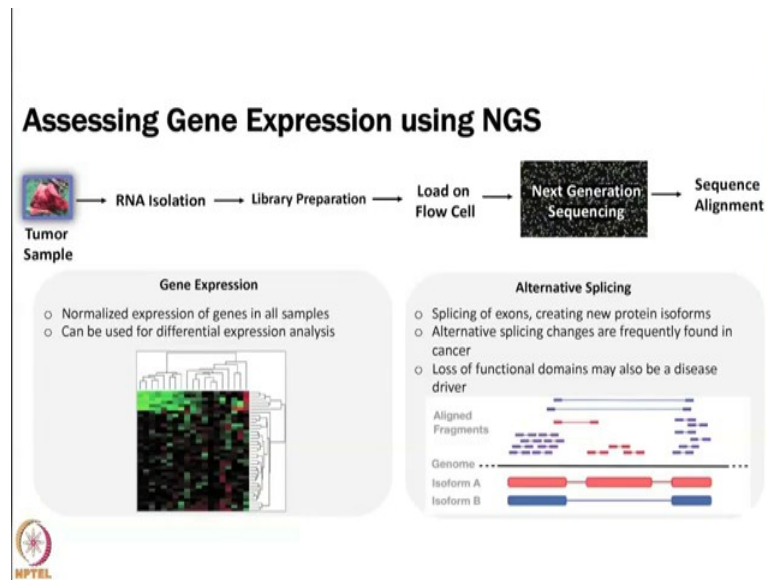 Assessing Gene Expression using NGS
Tumor
Sample
RNA Isolation
Library Preparation
Load on
Flow Cell
Next Generation
Sequencing
Sequence
Alignment
Gene Expression
o Normalized expression of genes in all samples
o Can be used for differential expression analysis
Alternative Splicing
o Splicing of exons, creating new protein isoforms
o Alternative splicing changes are frequently found in
cancer
o Loss of functional domains may also be a disease
driver
Aligned
Fragments
Genome
Isoform A
Isoform B
NPTEL